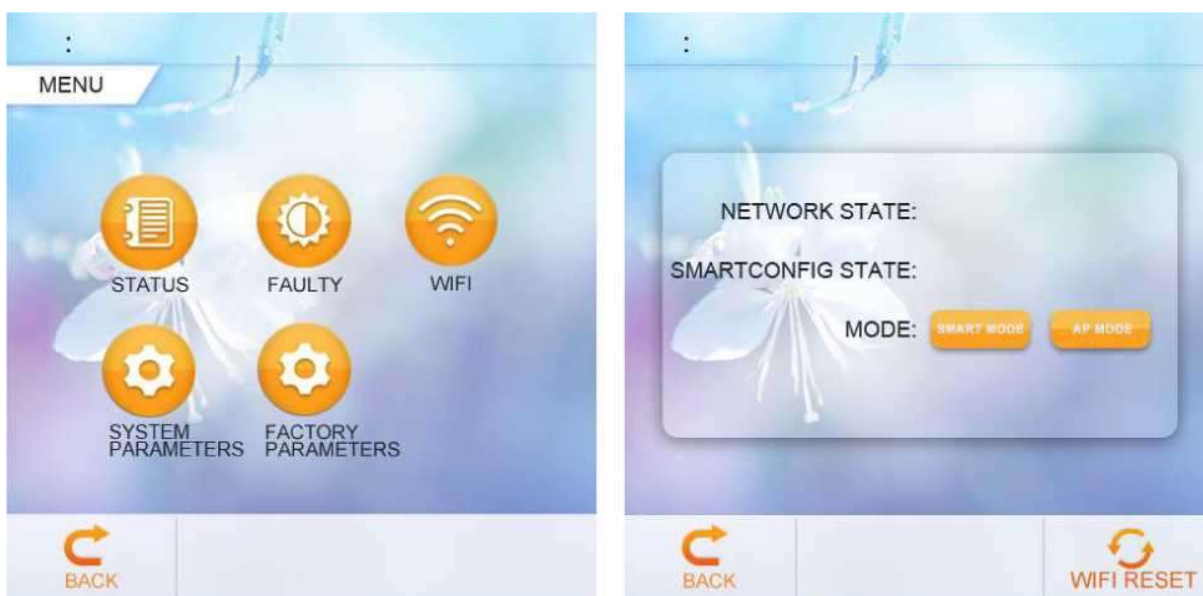 :
MENU
STATUS
FAULTY
WIFI
SYSTEM
PARAMETERS
FACTORY
PARAMETERS
BACK
:
NETWORK STATE:
SMARTCONFIG STATE:
MODE: SMART MODE AP MODE
BACK
WIFI RESET